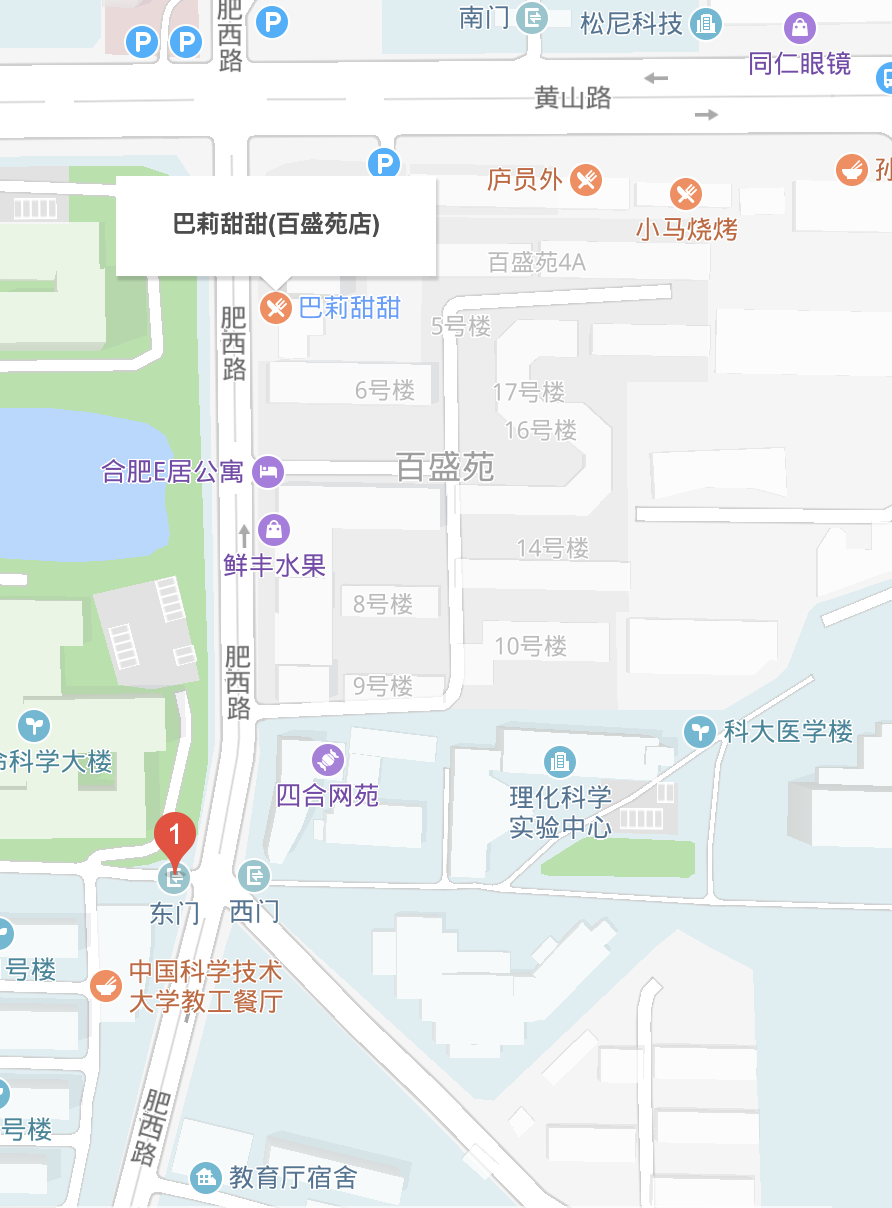 肥西路
P
P
P
南门
松尼科技
同仁眼镜
黄山路
P
庐员外
小马烧烤
孙
巴莉甜甜(百盛苑店)
百盛苑4A
巴莉甜甜
肥西路
5号楼
6号楼
17号楼
16号楼
合肥E居公寓
百盛苑
鲜丰水果
14号楼
8号楼
10号楼
肥西路
9号楼
科大医学楼
命科学大楼
四合网苑
理化科学
实验中心
1
东门
西门
号楼
中国科学技术
大学教工餐厅
号楼
肥西路
教育厅宿舍